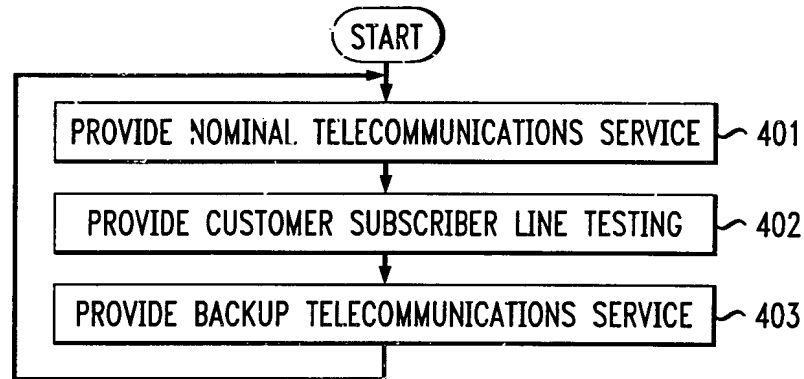 START
PROVIDE NOMINAL TELECOMMUNICATIONS SERVICE 401
PROVIDE CUSTOMER SUBSCRIBER LINE TESTING 402
PROVIDE BACKUP TELECOMMUNICATIONS SERVICE 403